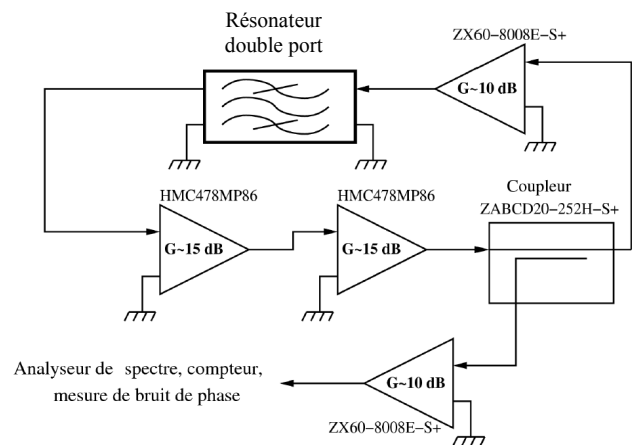 Résonateur
double port
ZX60-8008E-S+
G~10 dB
HMC478MP86
HMC478MP86
Coupleur
ZABCD20-252H-S+
G~15 dB
G~15 dB
Analyseur de spectre, compteur,
mesure de bruit de phase
G~10 dB
ZX60-8008E-S+